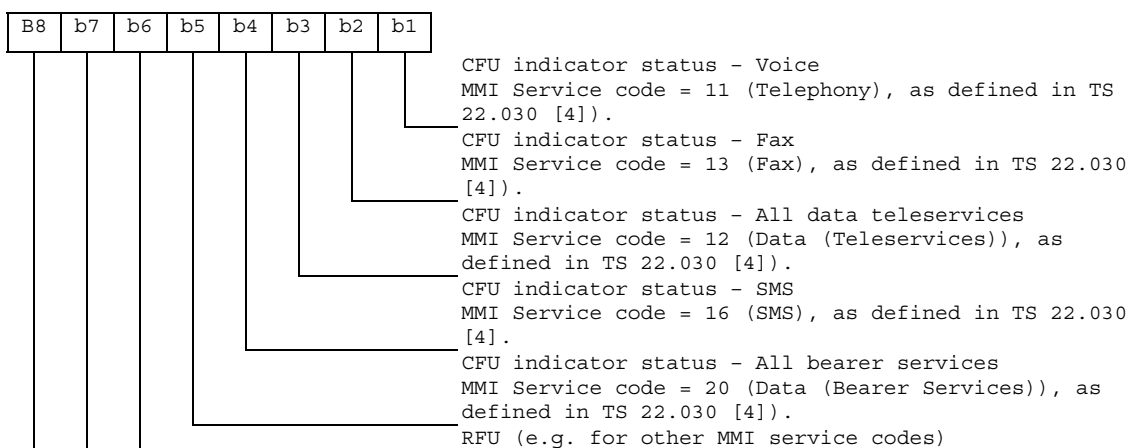 B8 b7 b6 b5 b4 b3 b2 b1
CFU indicator status – Voice
MMI Service code = 11 (Telephony), as defined in TS
22.030 [4]).
CFU indicator status – Fax
MMI Service code = 13 (Fax), as defined in TS 22.030
[4]).
CFU indicator status – All data teleservices
MMI Service code = 12 (Data (Teleservices)), as
defined in TS 22.030 [4]).
CFU indicator status – SMS
MMI Service code = 16 (SMS), as defined in TS 22.030
[4].
CFU indicator status – All bearer services
MMI Service code = 20 (Data (Bearer Services)), as
defined in TS 22.030 [4]).
RFU (e.g. for other MMI service codes)